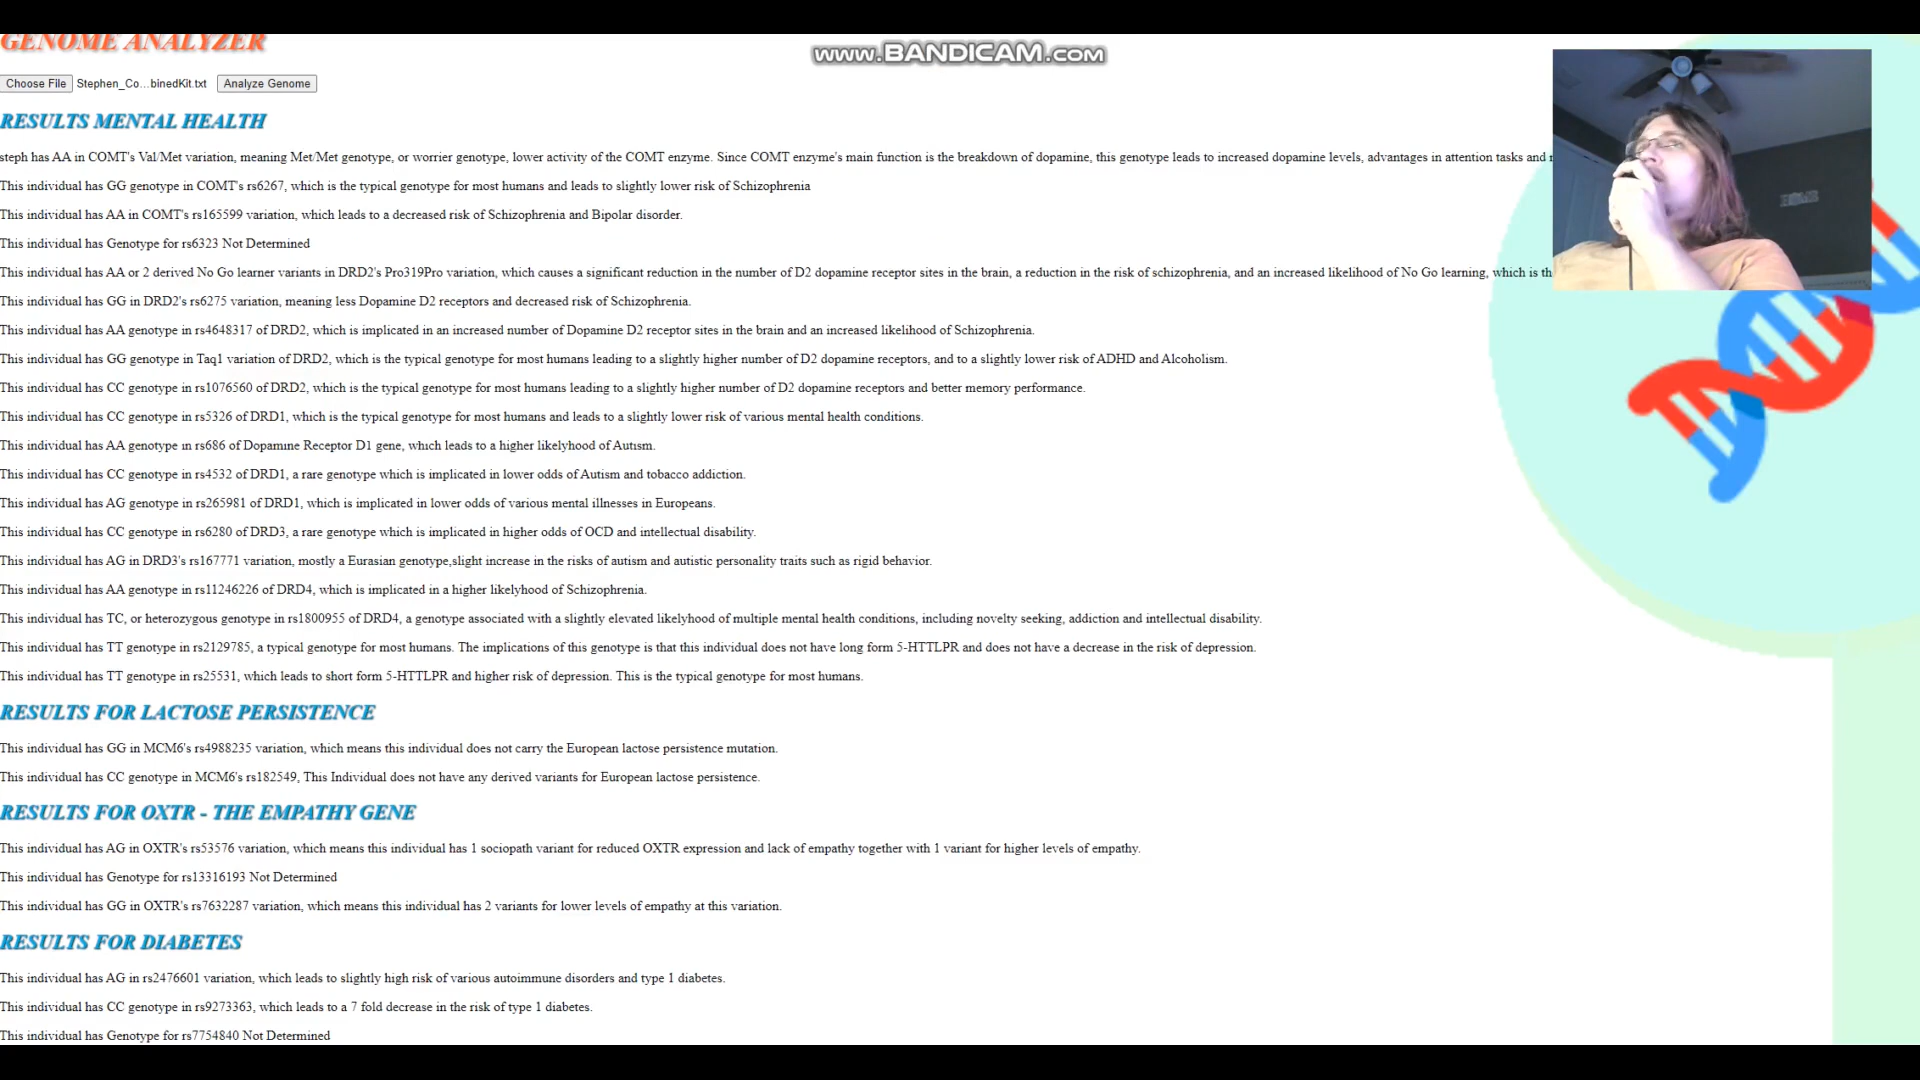 GENOME ANALYZER
www.BANDICAM.com
Choose File Stephen_Co...binedKit.txt Analyze Genome
RESULTS MENTAL HEALTH
steph has AA in COMT's Val/Met variation, meaning Met/Met genotype, or worrier genotype, lower activity of the COMT enzyme. Since COMT enzyme's main function is the breakdown of dopamine, this genotype leads to increased dopamine levels, advantages in attention tasks and
This individual has GG genotype in COMT's rs6267, which is the typical genotype for most humans and leads to slightly lower risk of Schizophrenia
This individual has AA in COMT's rs165599 variation, which leads to a decreased risk of Schizophrenia and Bipolar disorder.
This individual has Genotype for rs6323 Not Determined
This individual has AA or 2 derived No Go learner variants in DRD2's Pro319Pro variation, which causes a significant reduction in the number of D2 dopamine receptor sites in the brain, a reduction in the risk of schizophrenia, and an increased likelihood of No Go learning, which is th
This individual has GG in DRD2's rs6275 variation, meaning less Dopamine D2 receptors and decreased risk of Schizophrenia.
This individual has AA genotype in rs4648317 of DRD2, which is implicated in an increased number of Dopamine D2 receptor sites in the brain and an increased likelihood of Schizophrenia.
This individual has GG genotype in Taq1 variation of DRD2, which is the typical genotype for most humans leading to a slightly higher number of D2 dopamine receptors, and to a slightly lower risk of ADHD and Alcoholism.
This individual has CC genotype in rs1076560 of DRD2, which is the typical genotype for most humans leading to a slightly higher number of D2 dopamine receptors and better memory performance.
This individual has CC genotype in rs5326 of DRD1, which is the typical genotype for most humans and leads to a slightly lower risk of various mental health conditions.
This individual has AA genotype in rs686 of Dopamine Receptor D1 gene, which leads to a higher likelyhood of Autism.
This individual has CC genotype in rs4532 of DRD1, a rare genotype which is implicated in lower odds of Autism and tobacco addiction.
This individual has AG genotype in rs265981 of DRD1, which is implicated in lower odds of various mental illnesses in Europeans.
This individual has CC genotype in rs6280 of DRD3, a rare genotype which is implicated in higher odds of OCD and intellectual disability.
This individual has AG in DRD3's rs167771 variation, mostly a Eurasian genotype,slight increase in the risks of autism and autistic personality traits such as rigid behavior.
This individual has AA genotype in rs11246226 of DRD4, which is implicated in a higher likelyhood of Schizophrenia.
This individual has TC, or heterozygous genotype in rs1800955 of DRD4, a genotype associated with a slightly elevated likelyhood of multiple mental health conditions, including novelty seeking, addiction and intellectual disability.
This individual has TT genotype in rs2129785, a typical genotype for most humans. The implications of this genotype is that this individual does not have long form 5-HTTLPR and does not have a decrease in the risk of depression.
This individual has TT genotype in rs25531, which leads to short form 5-HTTLPR and higher risk of depression. This is the typical genotype for most humans.
RESULTS FOR LACTOSE PERSISTENCE
This individual has GG in MCM6's rs4988235 variation, which means this individual does not carry the European lactose persistence mutation.
This individual has CC genotype in MCM6's rs182549, This Individual does not have any derived variants for European lactose persistence.
RESULTS FOR OXTR - THE EMPATHY GENE
This individual has AG in OXTR's rs53576 variation, which means this individual has 1 sociopath variant for reduced OXTR expression and lack of empathy together with 1 variant for higher levels of empathy.
This individual has Genotype for rs13316193 Not Determined
This individual has GG in OXTR's rs7632287 variation, which means this individual has 2 variants for lower levels of empathy at this variation.
RESULTS FOR DIABETES
This individual has AG in rs2476601 variation, which leads to slightly high risk of various autoimmune disorders and type 1 diabetes.
This individual has CC genotype in rs9273363, which leads to a 7 fold decrease in the risk of type 1 diabetes.
This individual has Genotype for rs7754840 Not Determined